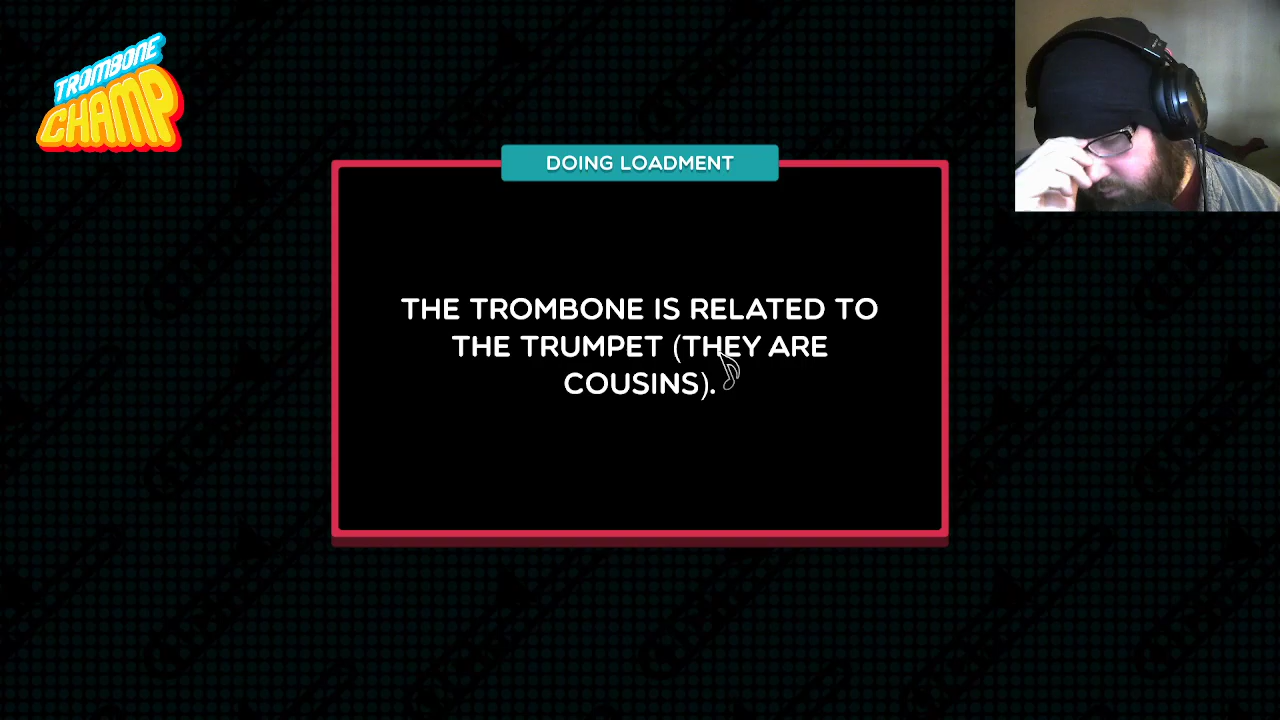 TROMBONE
CHAMP
DOING LOADMENT
THE TROMBONE IS RELATED TO
THE TRUMPET (THEY ARE
COUSINS).